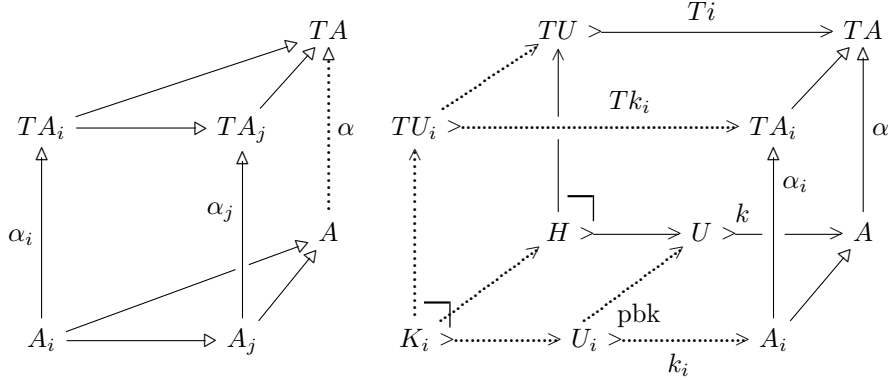 TA TU Ti TA
TA_i TA_j α TU_i Tk_i TA_i α
α_i α_j α_i
A H U k A
A_i A_j K_i U_i pbk A_i
k_i